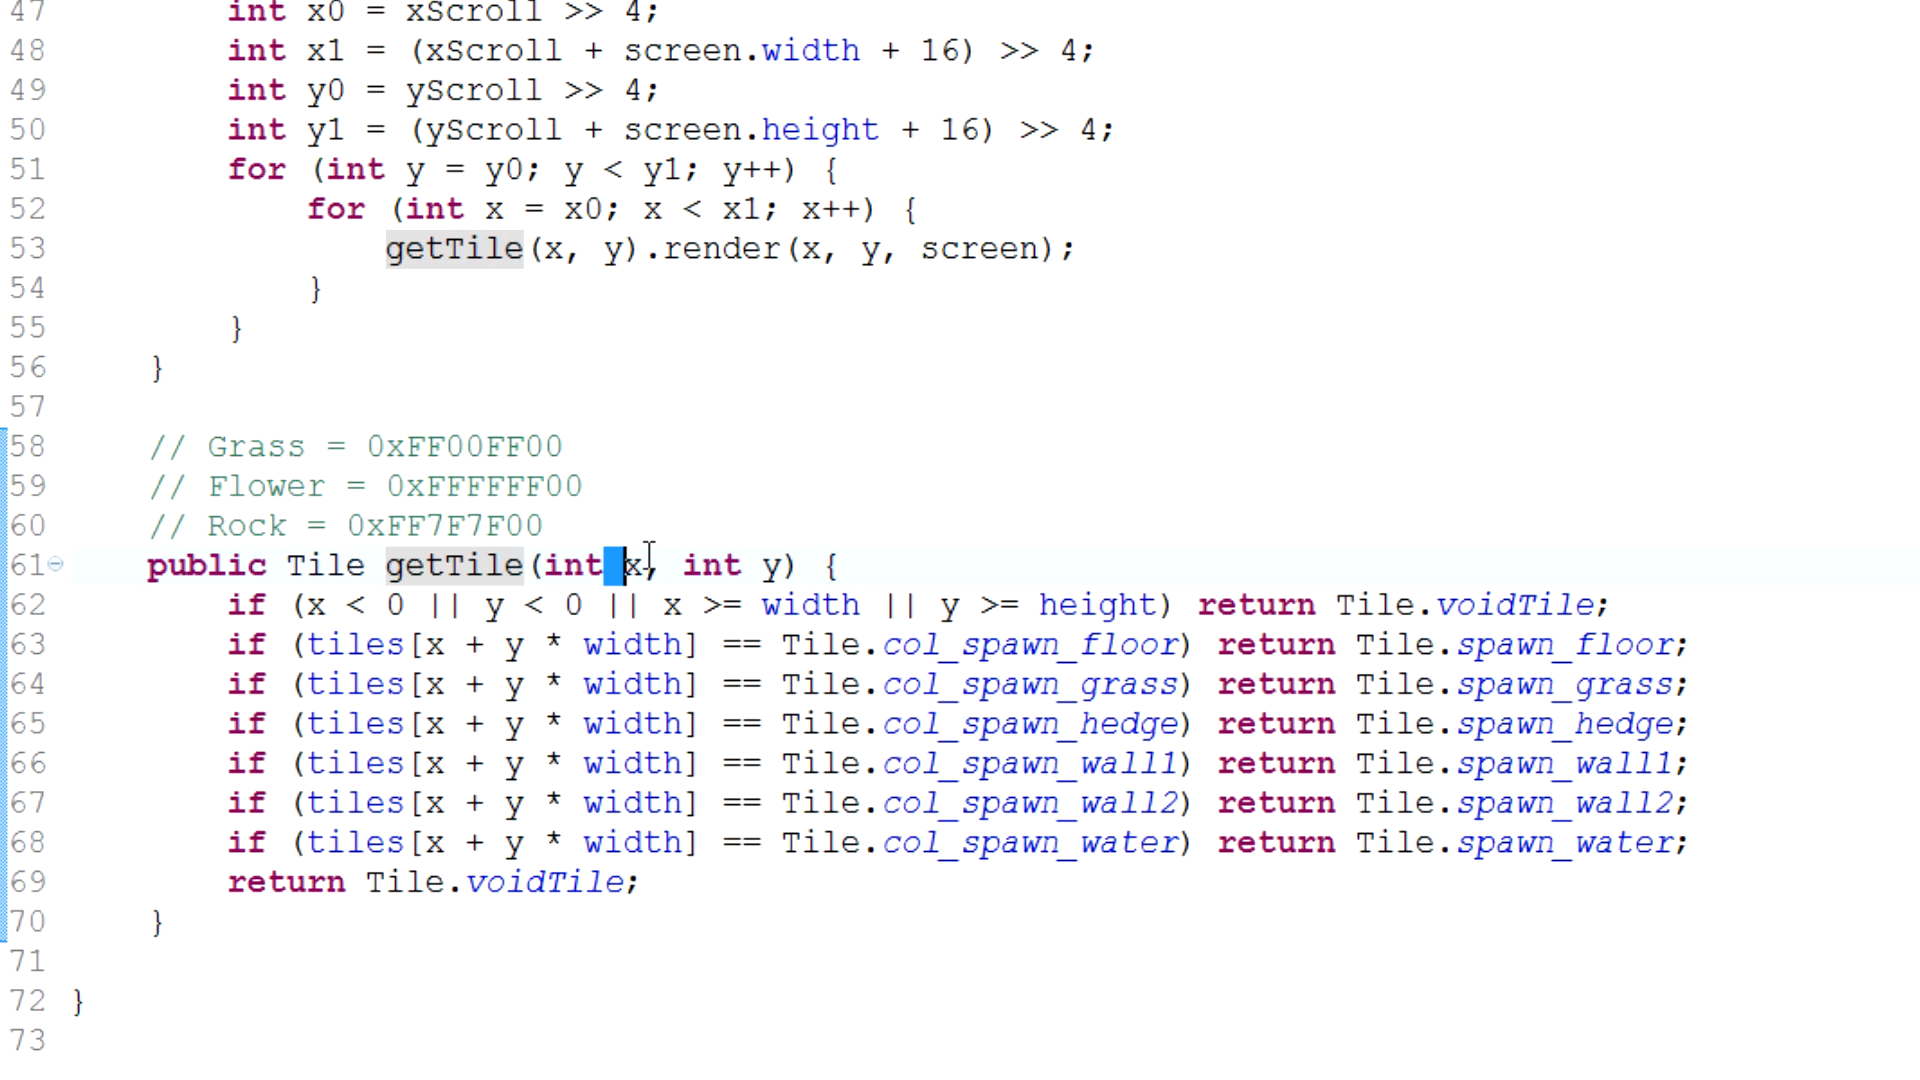 47 int x0 = xScroll >> 4;
48 int x1 = (xScroll + screen.width + 16) >> 4;
49 int y0 = yScroll >> 4;
50 int y1 = (yScroll + screen.height + 16) >> 4;
51 for (int y = y0; y < y1; y++) {
52 for (int x = x0; x < x1; x++) {
53 getTile(x, y).render(x, y, screen);
54 }
55 }
56 }
57
58 // Grass = 0xFF00FF00
59 // Flower = 0xFFFFFF00
60 // Rock = 0xFF7F7F00
61 public Tile getTile(int x, int y) {
62 if (x < 0 || y < 0 || x >= width || y >= height) return Tile.voidTile;
63 if (tiles[x + y * width] == Tile.col_spawn_floor) return Tile.spawn_floor;
64 if (tiles[x + y * width] == Tile.col_spawn_grass) return Tile.spawn_grass;
65 if (tiles[x + y * width] == Tile.col_spawn_hedge) return Tile.spawn_hedge;
66 if (tiles[x + y * width] == Tile.col_spawn_wall1) return Tile.spawn_wall1;
67 if (tiles[x + y * width] == Tile.col_spawn_wall2) return Tile.spawn_wall2;
68 if (tiles[x + y * width] == Tile.col_spawn_water) return Tile.spawn_water;
69 return Tile.voidTile;
70 }
71
72 }
73